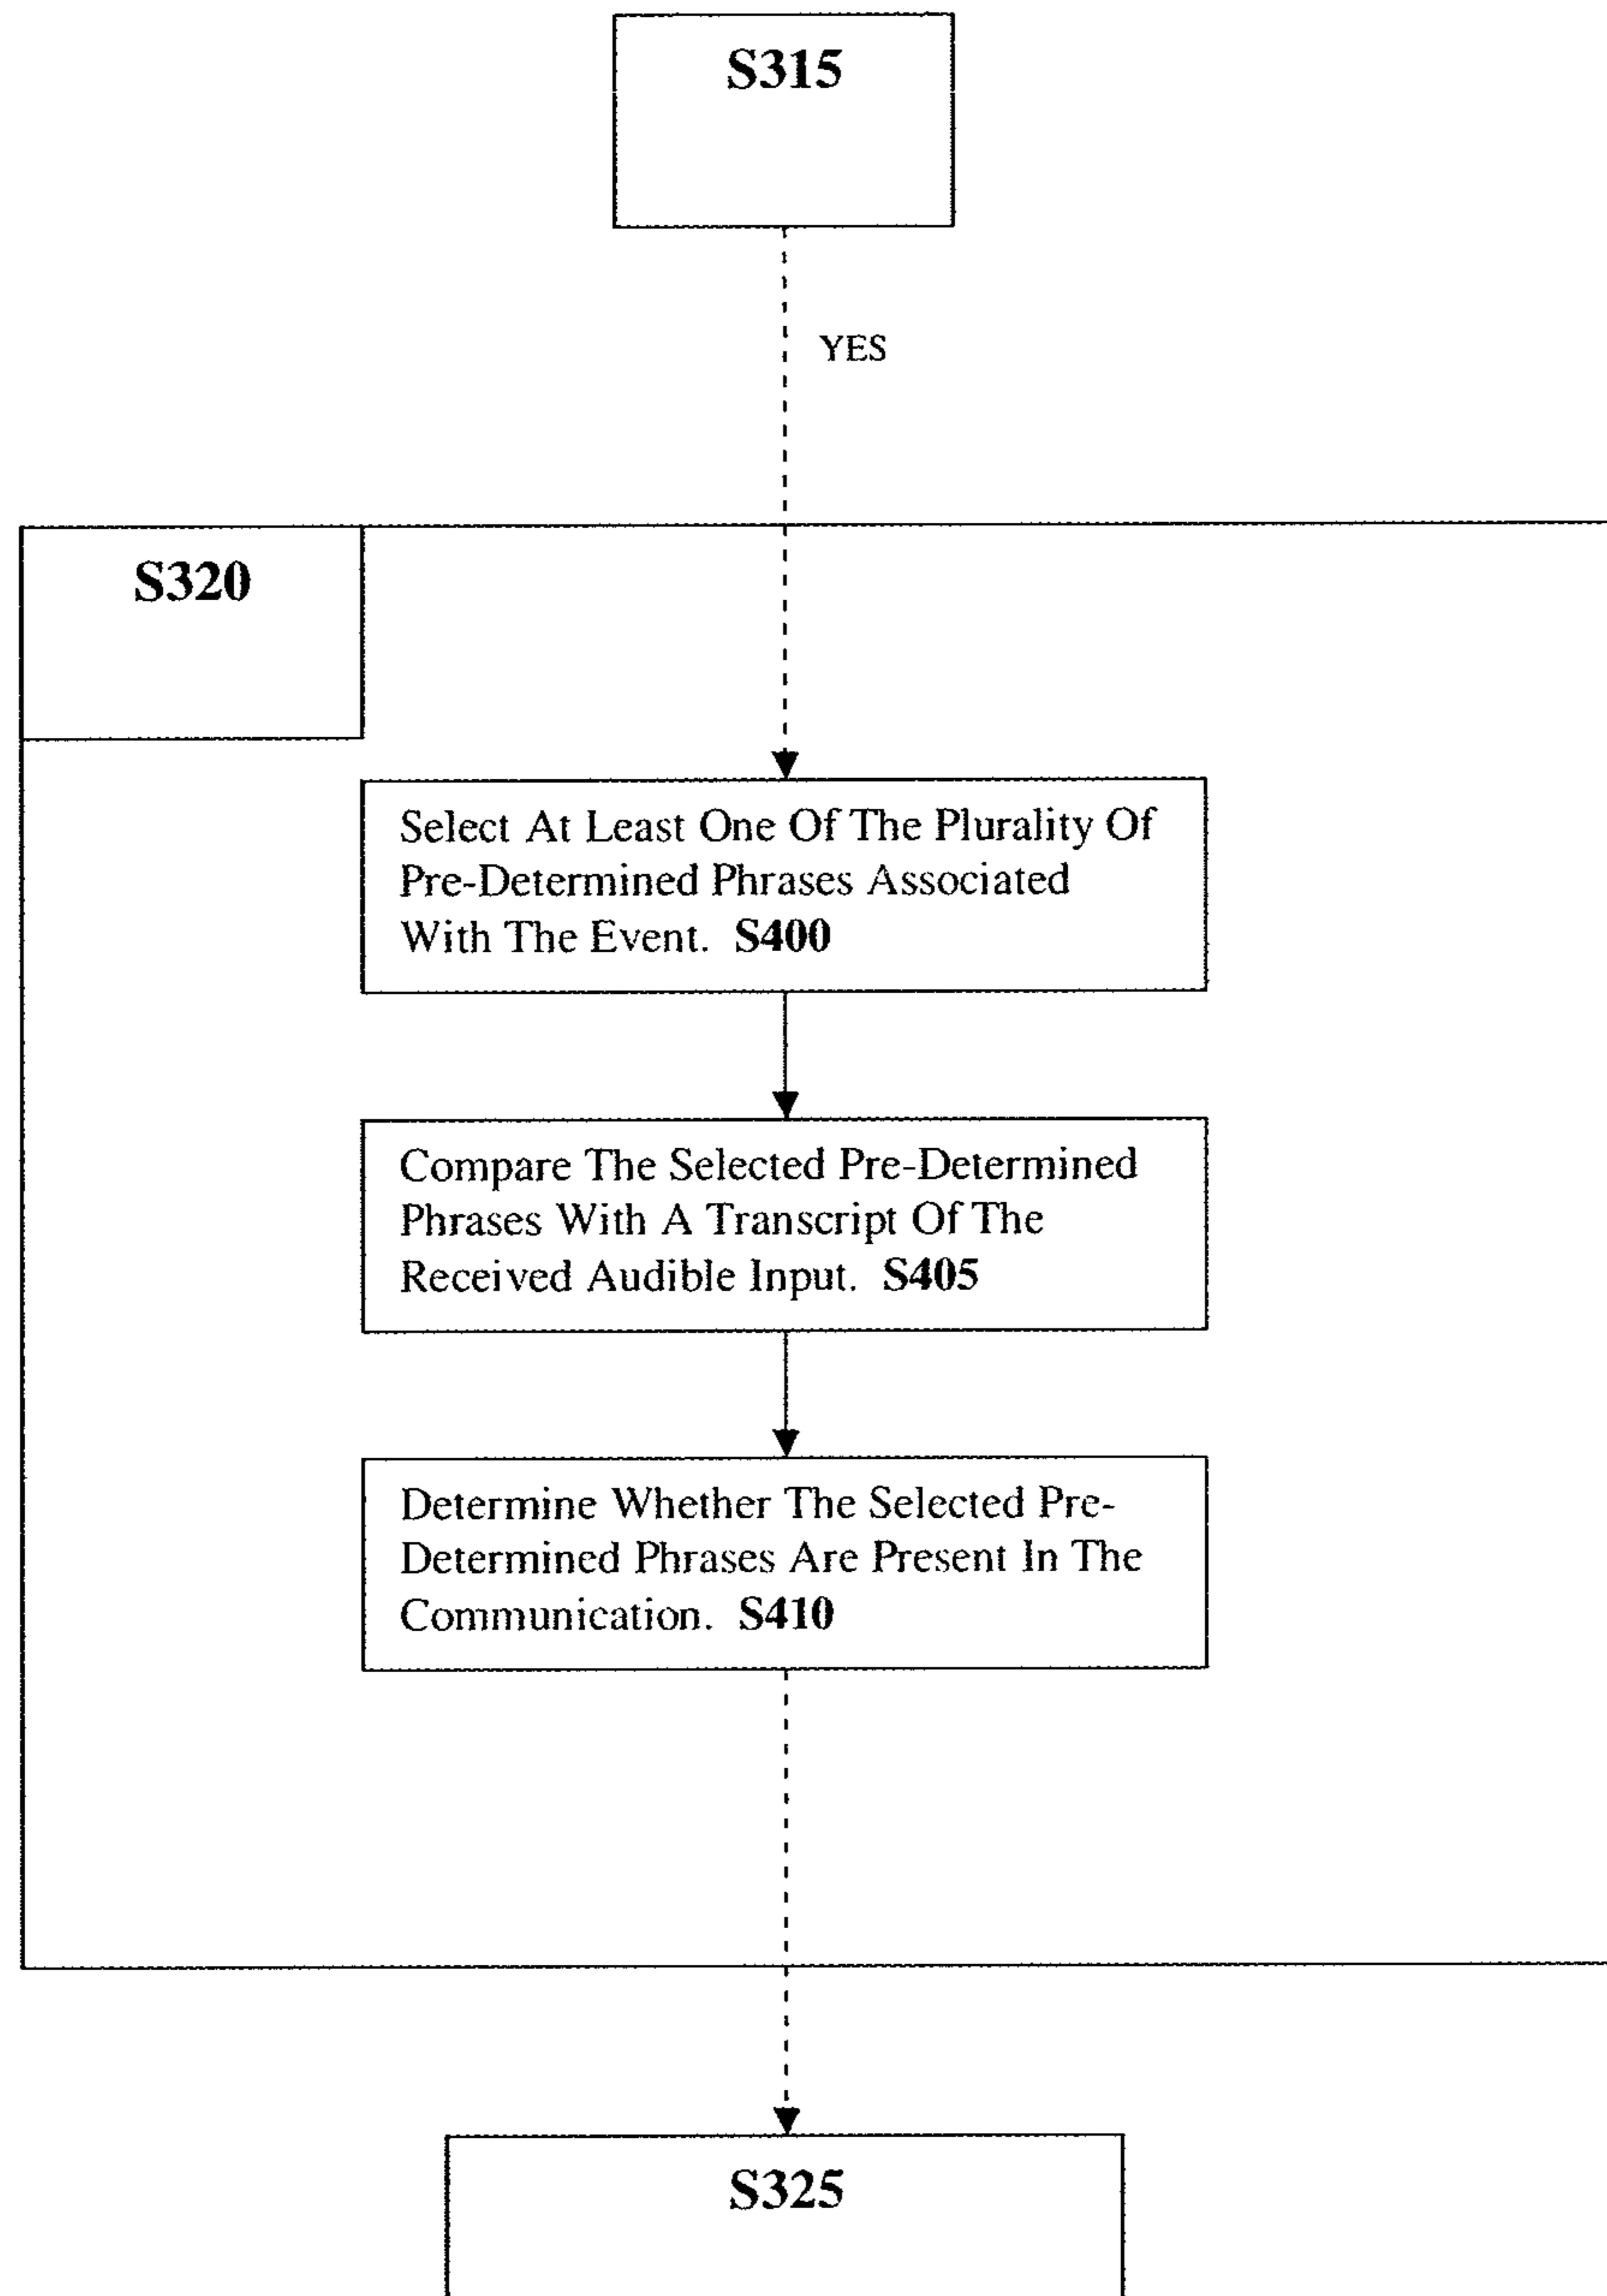 S315
YES
S320
Select At Least One Of The Plurality Of
Pre-Determined Phrases Associated
With The Event. S400
Compare The Selected Pre-Determined
Phrases With A Transcript Of The
Received Audible Input. S405
Determine Whether The Selected Pre-
Determined Phrases Are Present In The
Communication. S410
S325